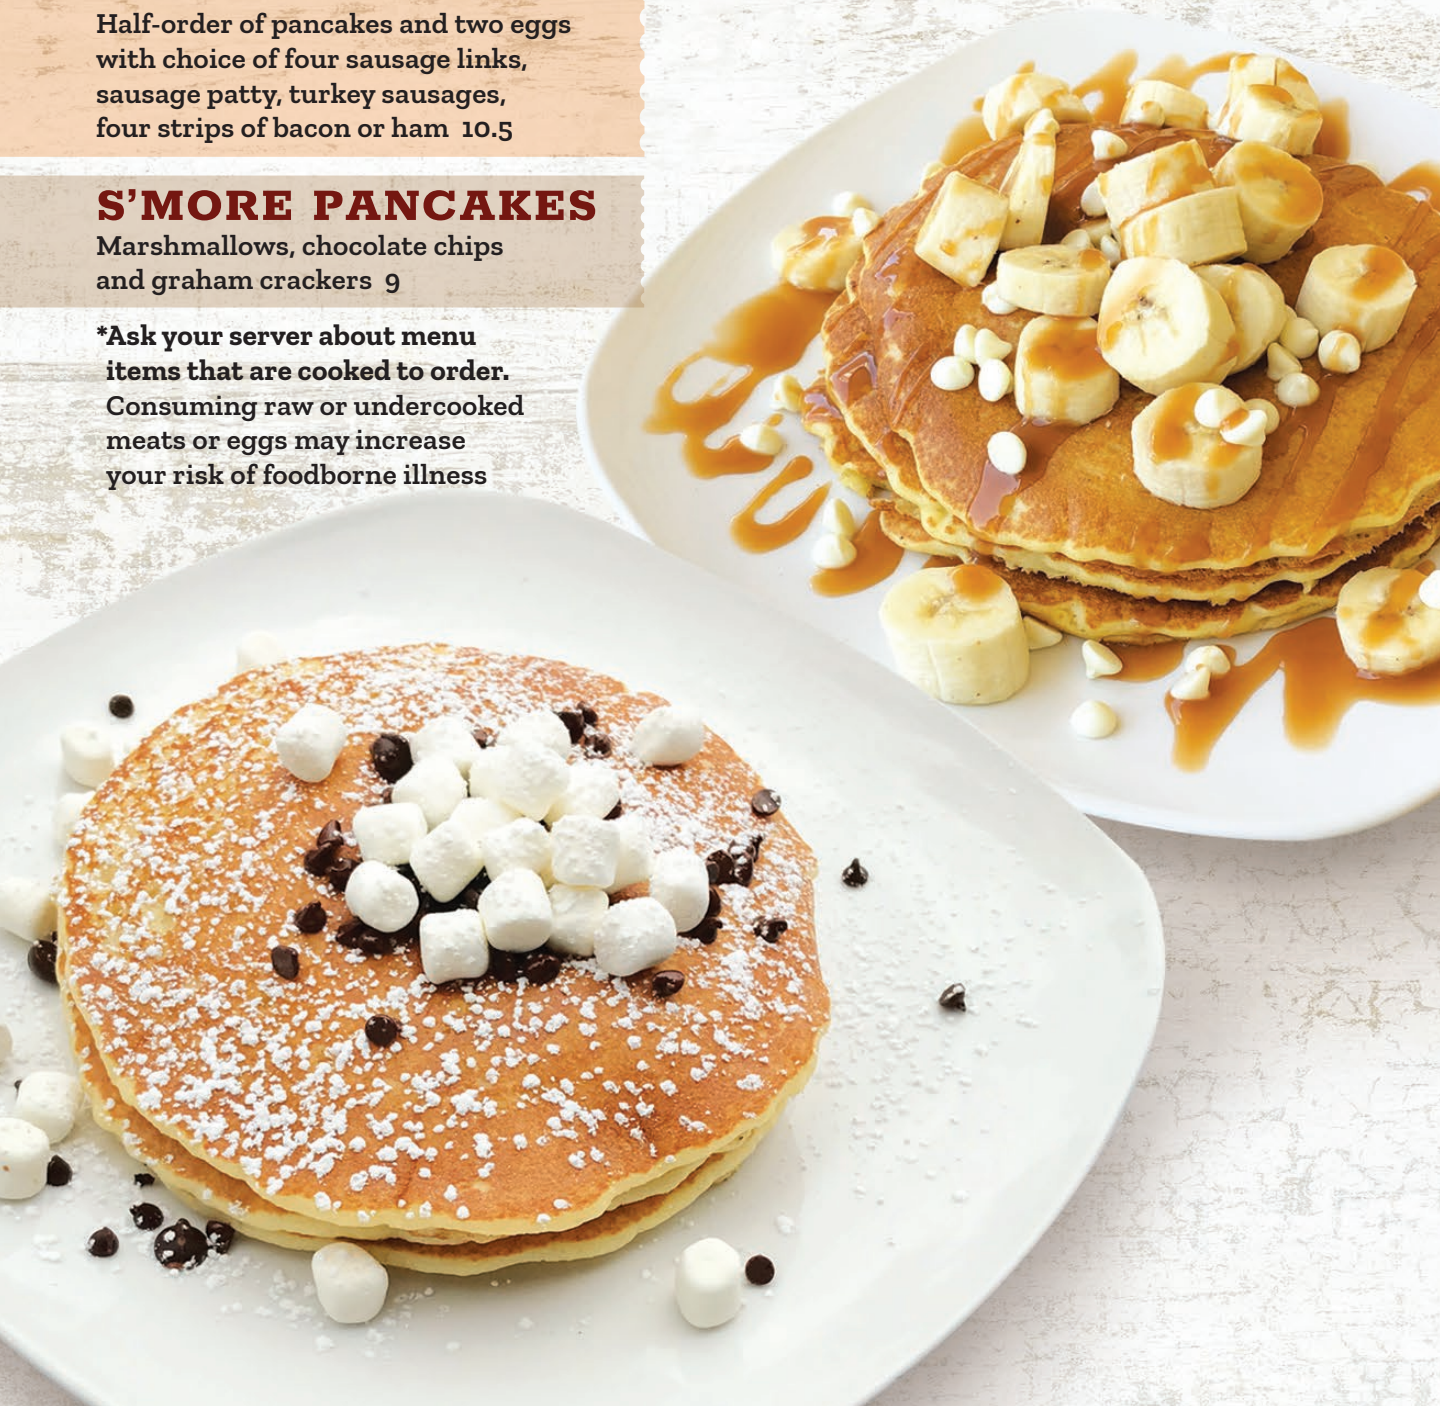 Half-order of pancakes and two eggs
with choice of four sausage links,
sausage patty, turkey sausages,
four strips of bacon or ham 10.5
S’MORE PANCAKES
Marshmallows, chocolate chips
and graham crackers 9
*Ask your server about menu
items that are cooked to order.
Consuming raw or undercooked
meats or eggs may increase
your risk of foodborne illness